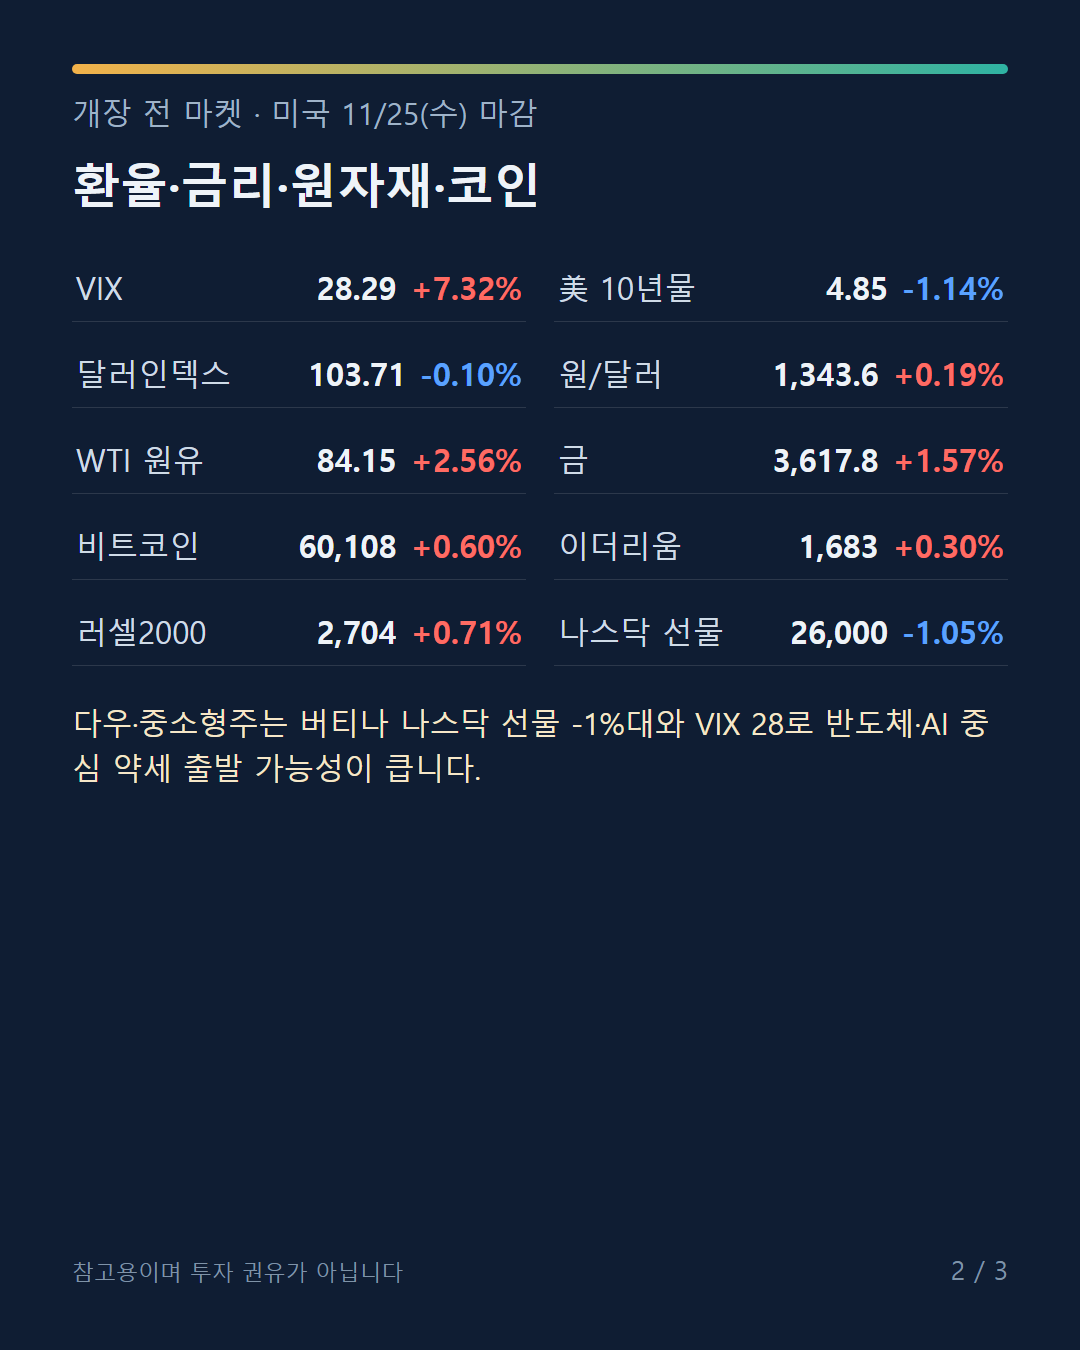 개장 전 마켓 · 미국 11/25(수) 마감
환율·금리·원자재·코인
VIX 28.29 +7.32% 美 10년물 4.85 -1.14%
달러인덱스 103.71 -0.10% 원/달러 1,343.6 +0.19%
WTI 원유 84.15 +2.56% 금 3,617.8 +1.57%
비트코인 60,108 +0.60% 이더리움 1,683 +0.30%
러셀2000 2,704 +0.71% 나스닥 선물 26,000 -1.05%
다우·중소형주는 버티나 나스닥 선물 -1%대와 VIX 28로 반도체·AI 중
심 약세 출발 가능성이 큽니다.
참고용이며 투자 권유가 아닙니다 2 / 3